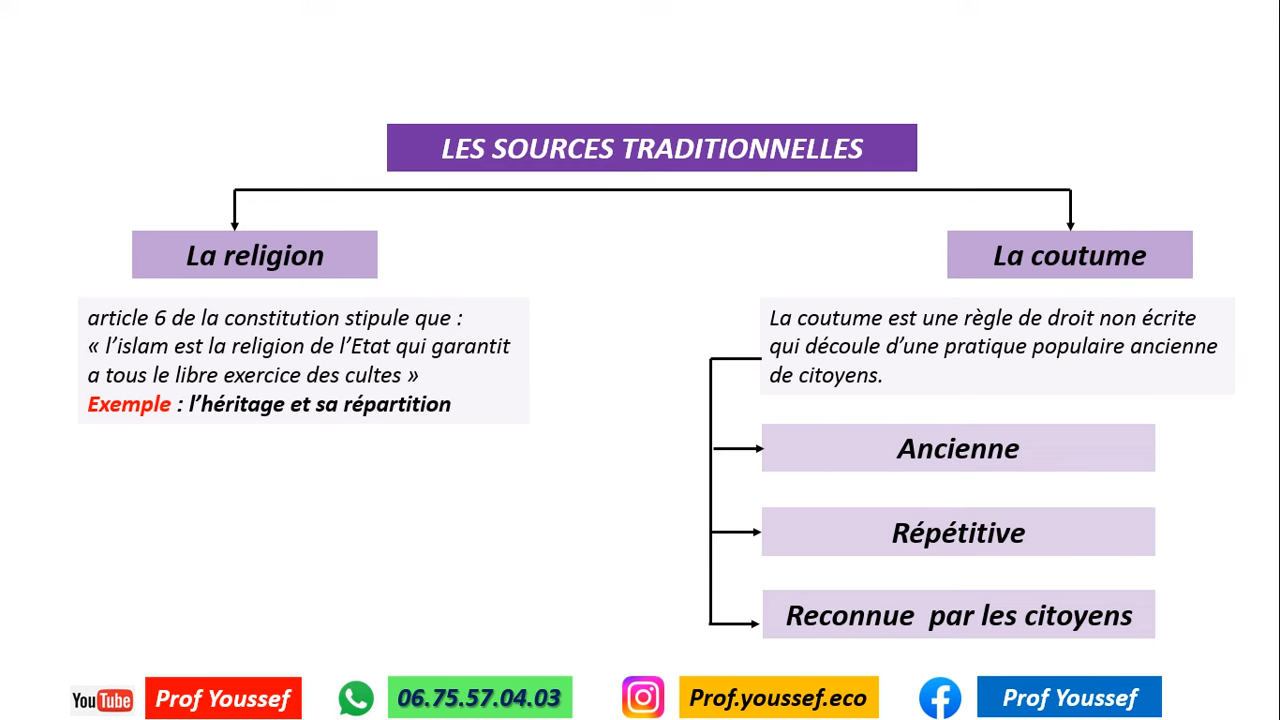 LES SOURCES TRADITIONNELLES
La religion
article 6 de la constitution stipule que :
« l'islam est la religion de l'Etat qui garantit
a tous le libre exercice des cultes »
Exemple : l'héritage et sa répartition
La coutume
La coutume est une règle de droit non écrite
qui découle d'une pratique populaire ancienne
de citoyens.
Ancienne
Répétitive
Reconnue par les citoyens
YouTube Prof Youssef
06.75.57.04.03
Prof.youssef.eco
Prof Youssef